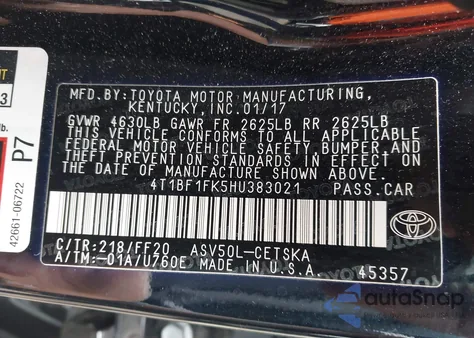 MFD.BY:TOYOTA MOTOR MANUFACTURING,
KENTUCKY,INC.01/17
GVWR 4630LB GAWR FR 2625LB RR 2625LB
THIS VEHICLE CONFORMS TO ALL APPLICABLE
FEDERAL MOTOR VEHICLE SAFETY,BUMPER,AND
THEFT PREVENTION STANDARDS IN EFFECT ON
THE DATE OF MANUFACTURE SHOWN ABOVE.
4T1BF1FK5HU383021 PASS.CAR
C/TR:218/FF20 ASV50L-CETSKA
A/TM:-01A/U760E MADE IN U.S.A. 45357
TOYOTA
P7
42661-06722
3
lb.
autoSnap